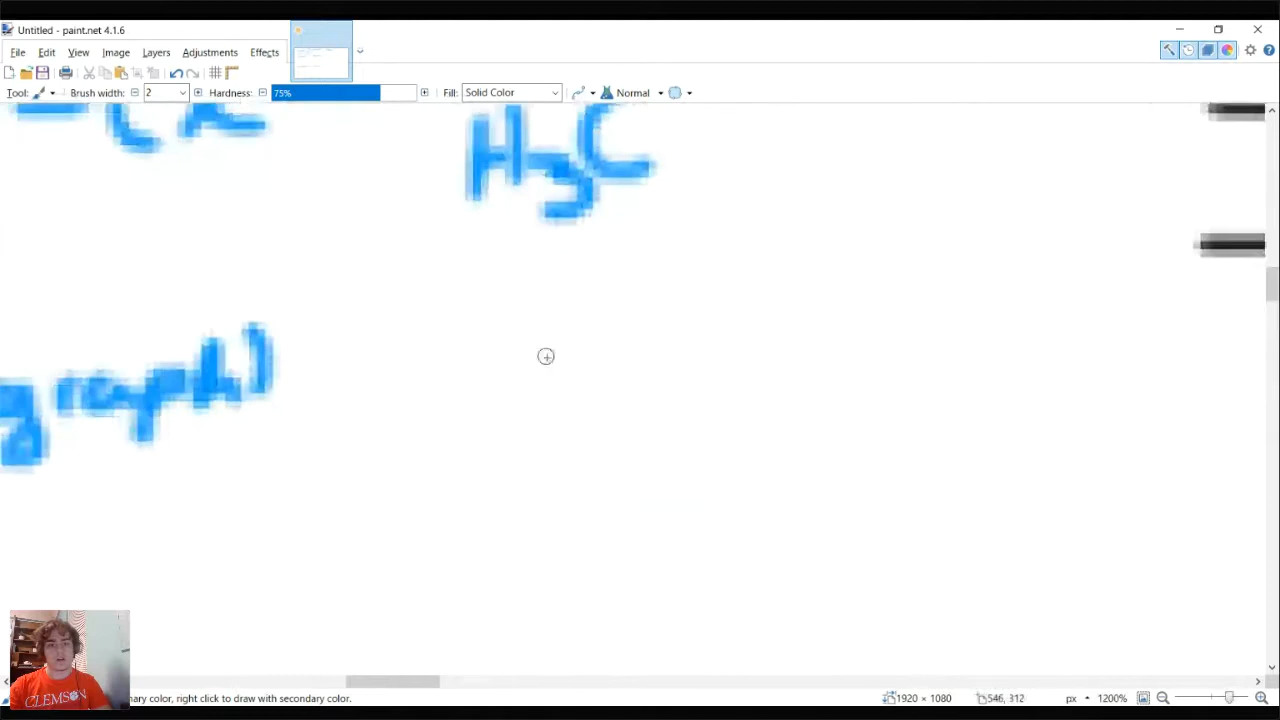 Untitled - paint.net 4.1.6
File Edit View Image Layers Adjustments Effects
Tool: Brush width: 2 Hardness: 75% Fill: Solid Color Normal
H3C
graph)
CLEMSON
nary color, right click to draw with secondary color.
1920 × 1080 546, 312 px 1200%